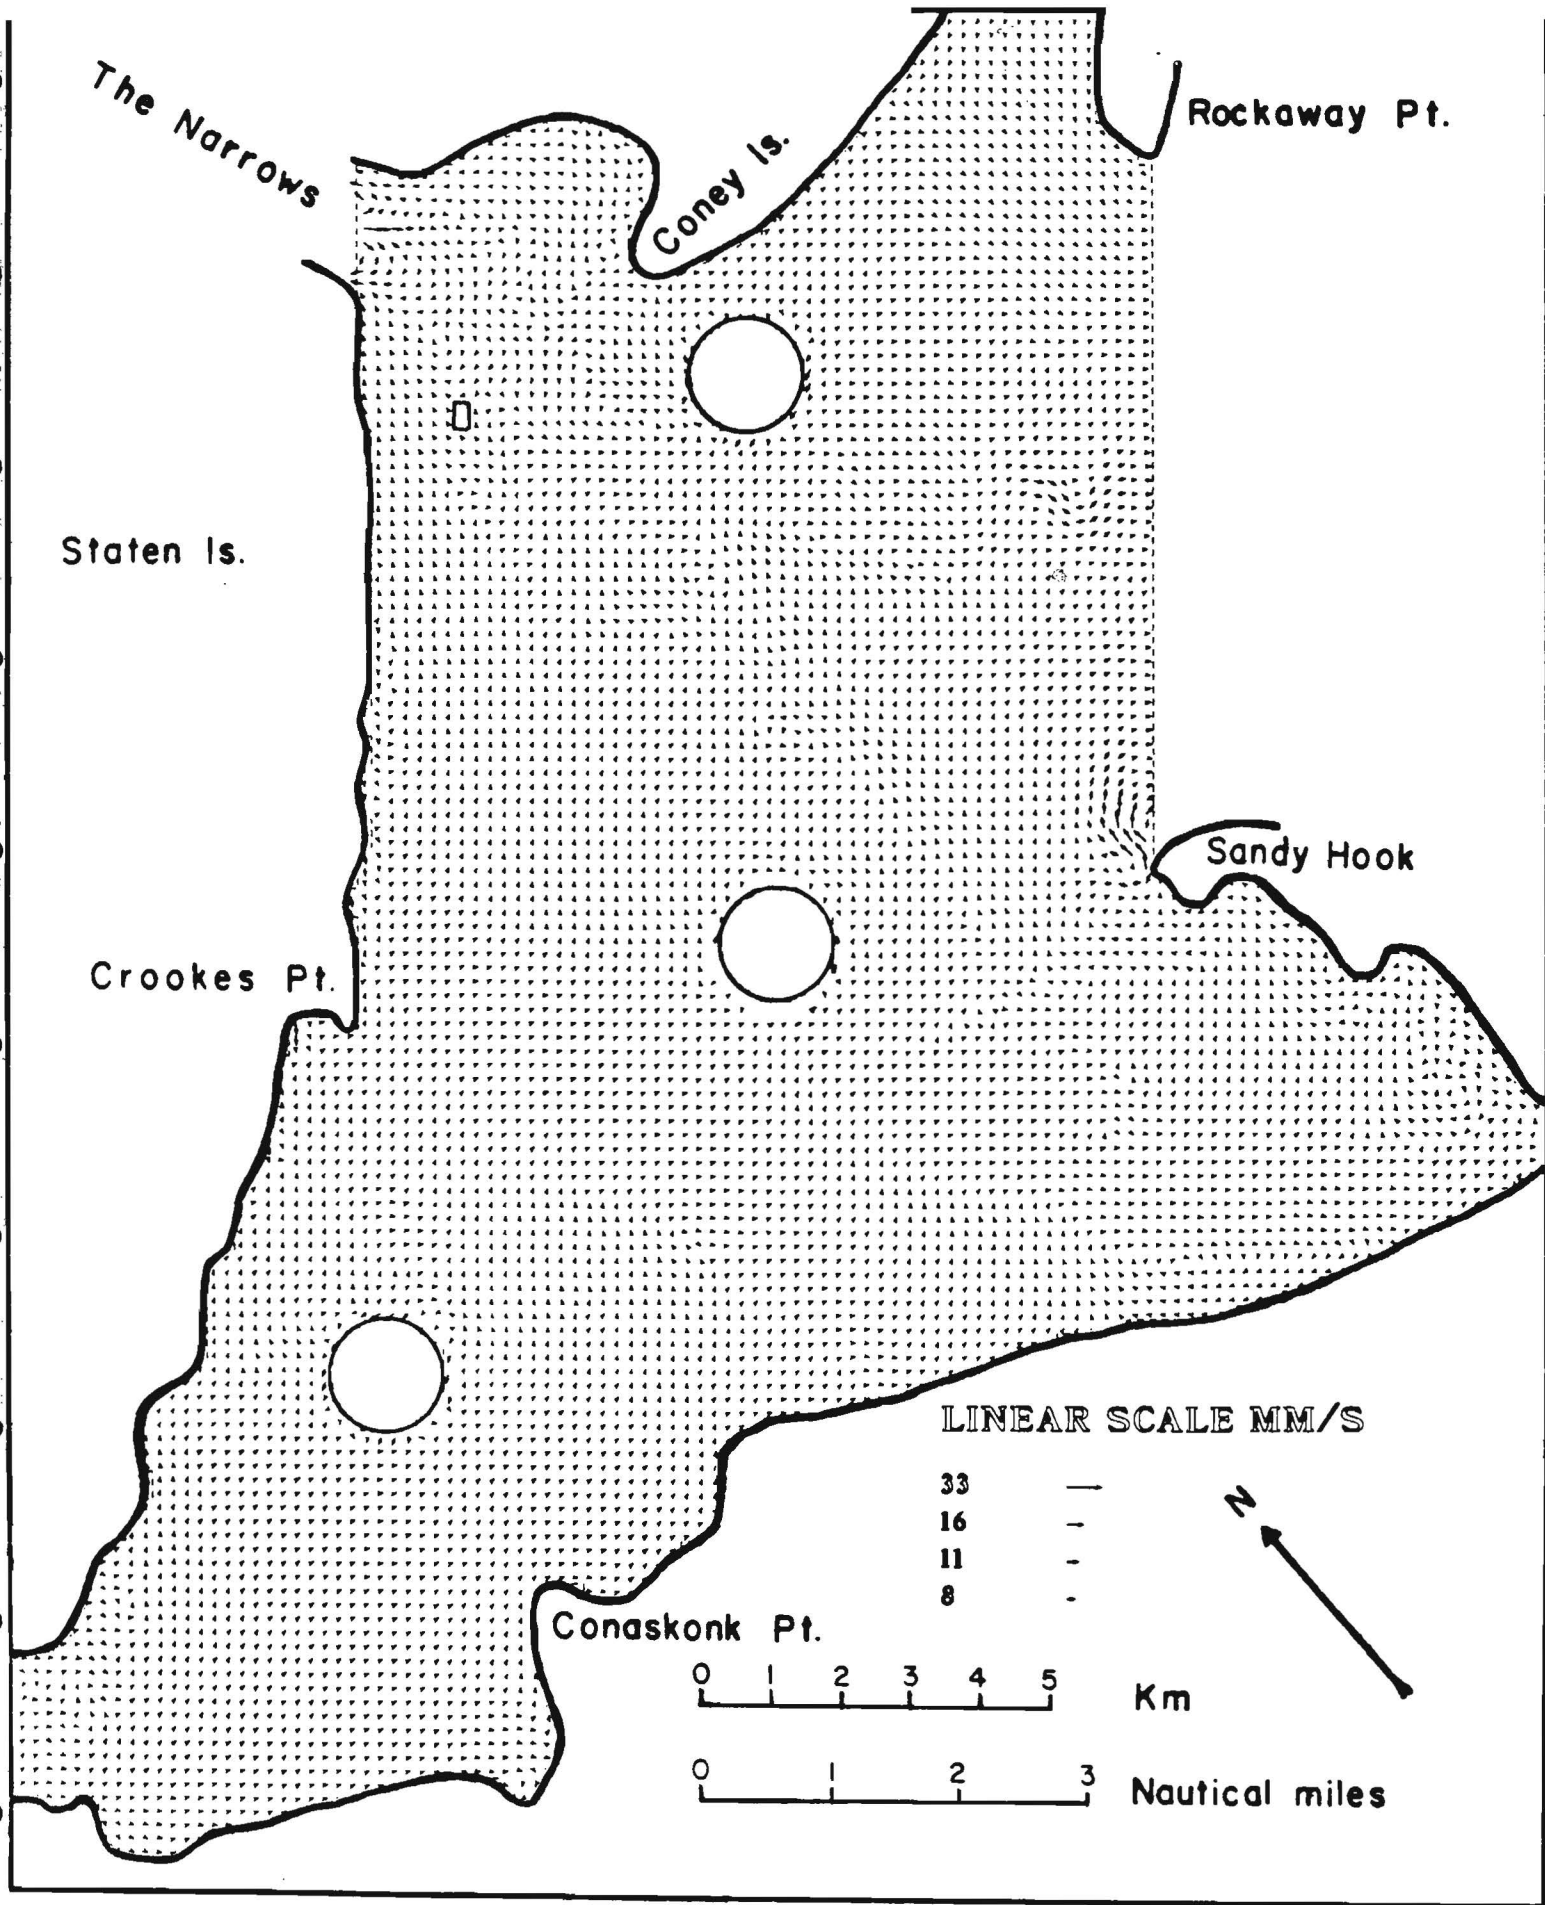 The Narrows
Rockaway Pt.
Coney Is.
Staten Is.
Sandy Hook
Crookes Pt.
LINEAR SCALE MM/S
33
16
11
8
N
Conaskonk Pt.
0 1 2 3 4 5
Km
0 1 2 3
Nautical miles